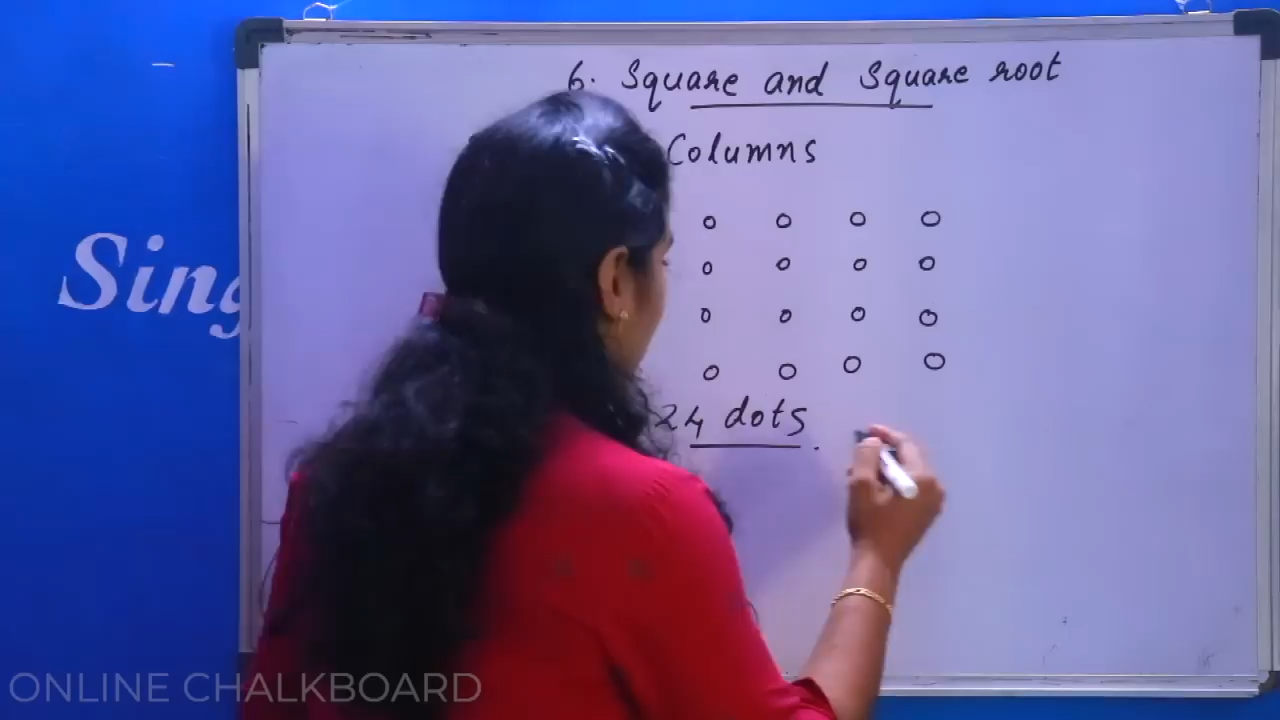 6. Square and Square root
Columns
24 dots.
Sing
ONLINE CHALKBOARD